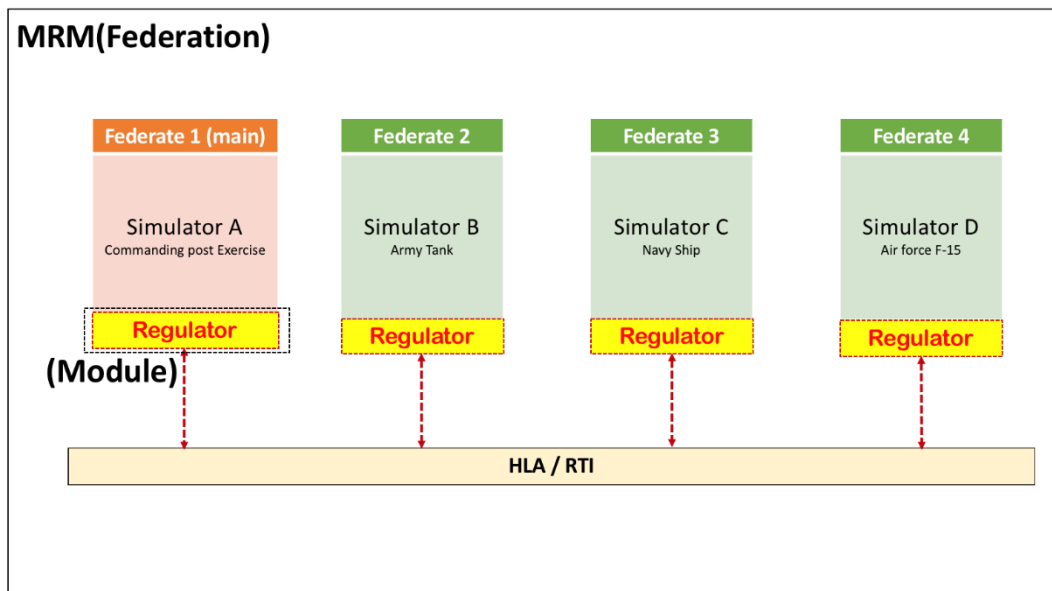 MRM(Federation)
Federate 1 (main)
Federate 2
Federate 3
Federate 4
Simulator A
Commanding post Exercise
Simulator B
Army Tank
Simulator C
Navy Ship
Simulator D
Air force F-15
Regulator
Regulator
Regulator
Regulator
(Module)
HLA / RTI